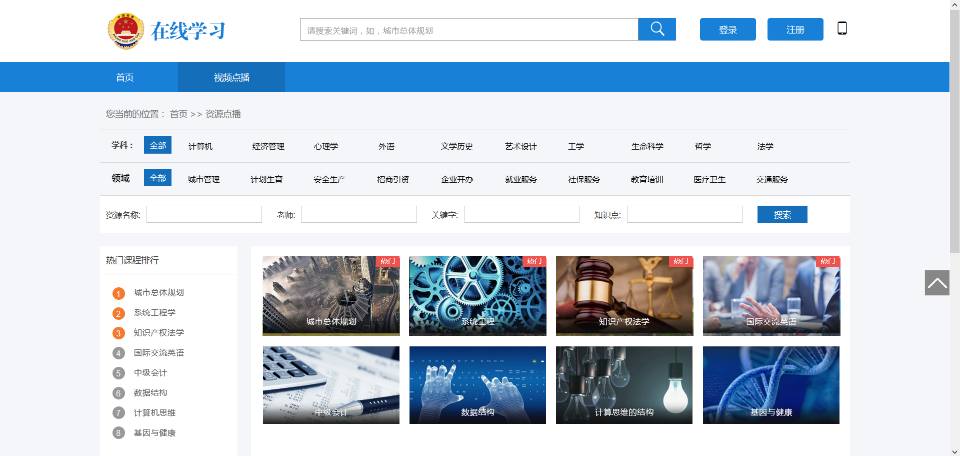 在线学习
请搜索关键词，如，城市总体规划
登录 注册
首页 视频点播
您当前的位置： 首页 >> 资源点播
学科： 全部 计算机 经济管理 心理学 外语 文学历史 艺术设计 工学 生命科学 哲学 法学
领域 全部 城市管理 计划生育 安全生产 招商引资 企业开办 就业服务 社保服务 教育培训 医疗卫生 交通服务
资源名称: 老师: 关键字: 知识点: 搜索
热门课程排行
1 城市总体规划
2 系统工程学
3 知识产权法学
4 国际交流英语
5 中级会计
6 数据结构
7 计算机思维
8 基因与健康
热门 热门 热门 热门
城市总体规划 系统工程 知识产权法学 国际交流英语
中级会计 数据结构 计算思维的结构 基因与健康